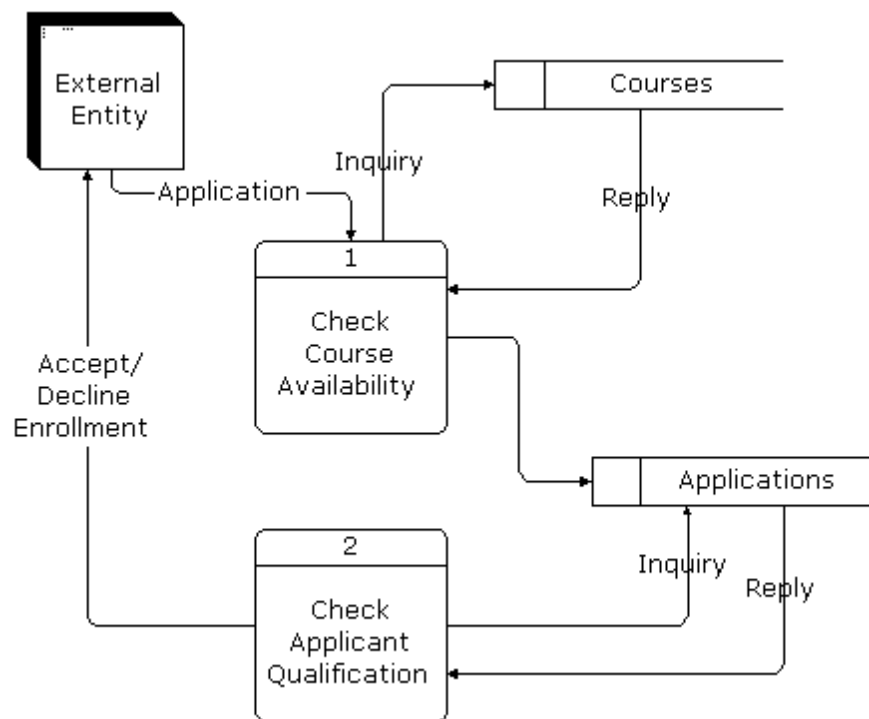 External
Entity
Courses
Inquiry
Application
Reply
1
Check
Course
Availability
Accept/
Decline
Enrollment
Applications
2
Inquiry
Reply
Check
Applicant
Qualification